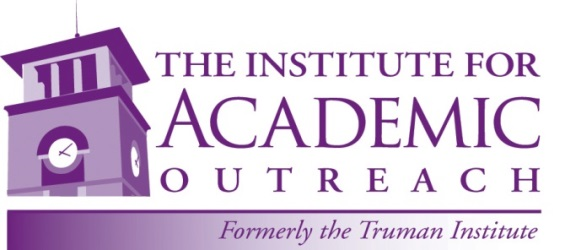 THE INSTITUTE FOR
ACADEMIC
OUTREACH
Formerly the Truman Institute